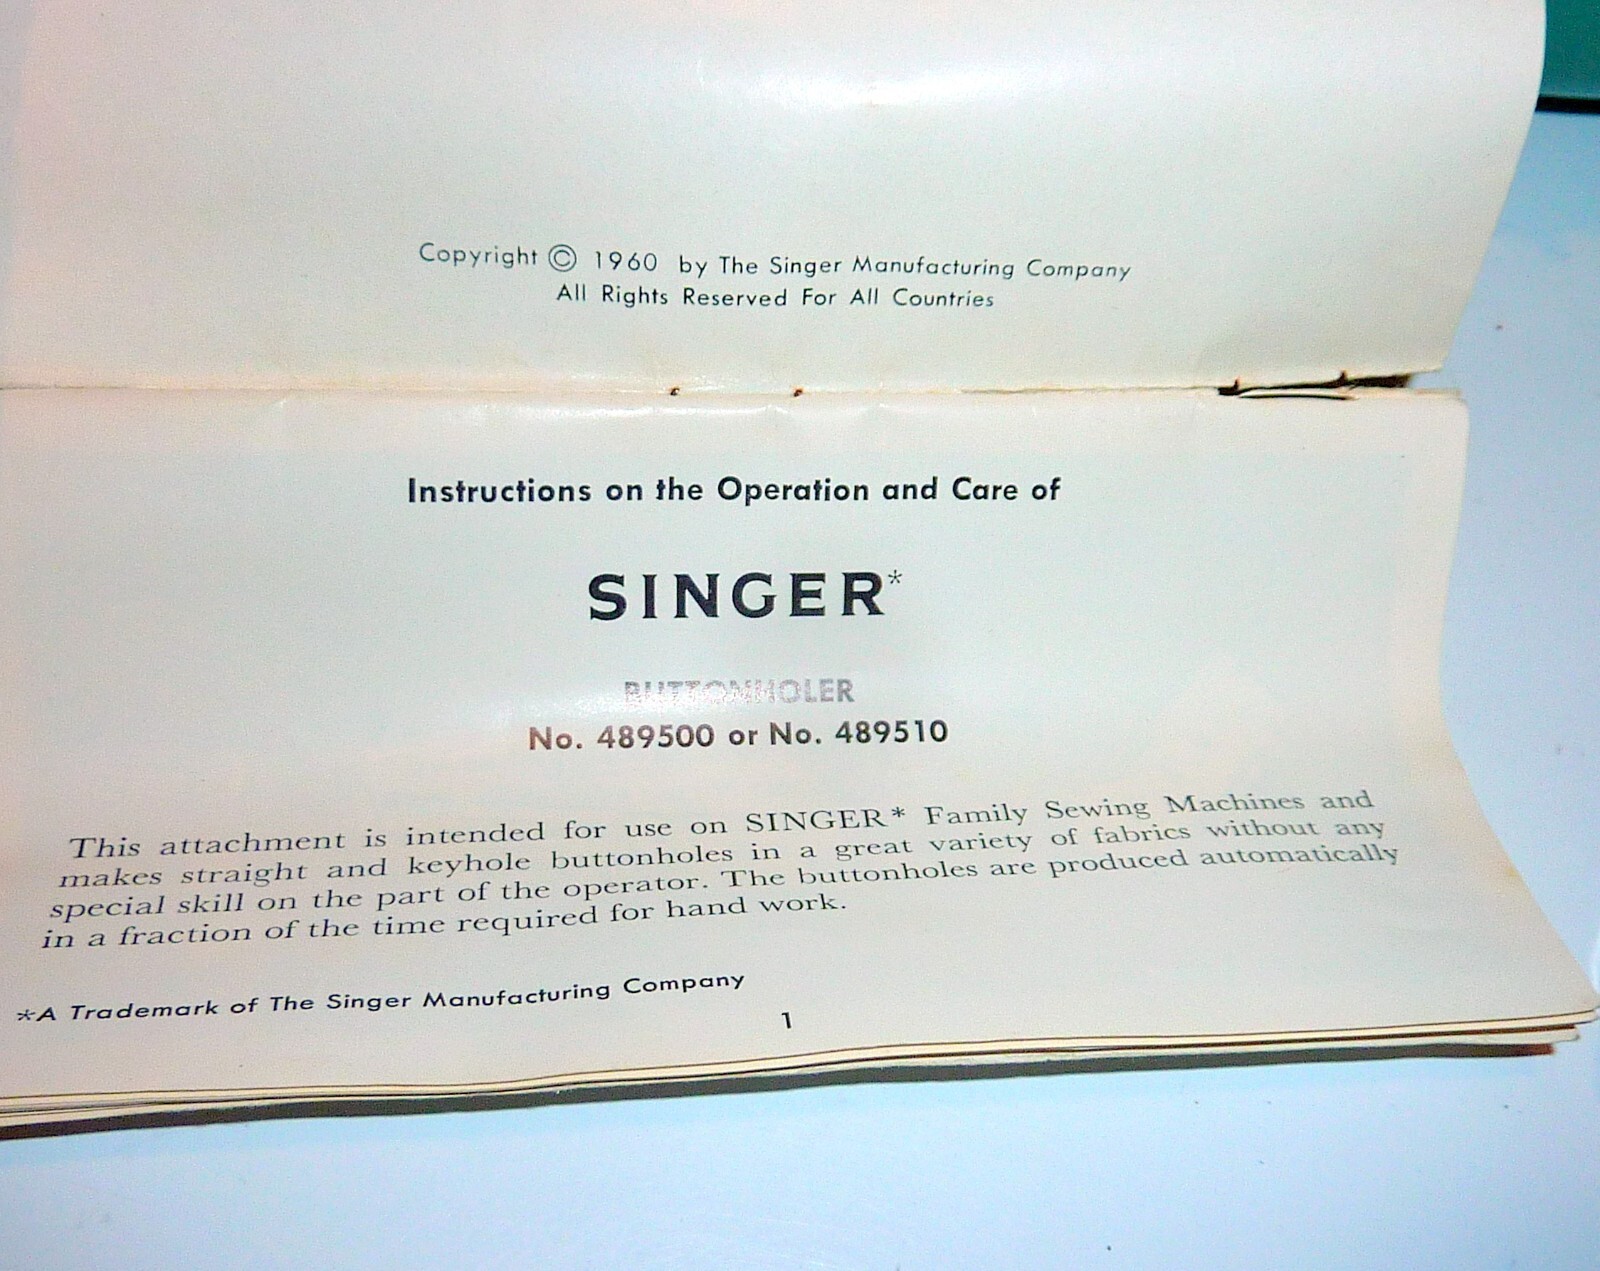 Copyright © 1960 by The Singer Manufacturing Company
All Rights Reserved For All Countries
Instructions on the Operation and Care of
SINGER*
BUTTONHOLER
No. 489500 or No. 489510
This attachment is intended for use on SINGER* Family Sewing Machines and
makes straight and keyhole buttonholes in a great variety of fabrics without any
special skill on the part of the operator. The buttonholes are produced automatically
in a fraction of the time required for hand work.
*A Trademark of The Singer Manufacturing Company
1